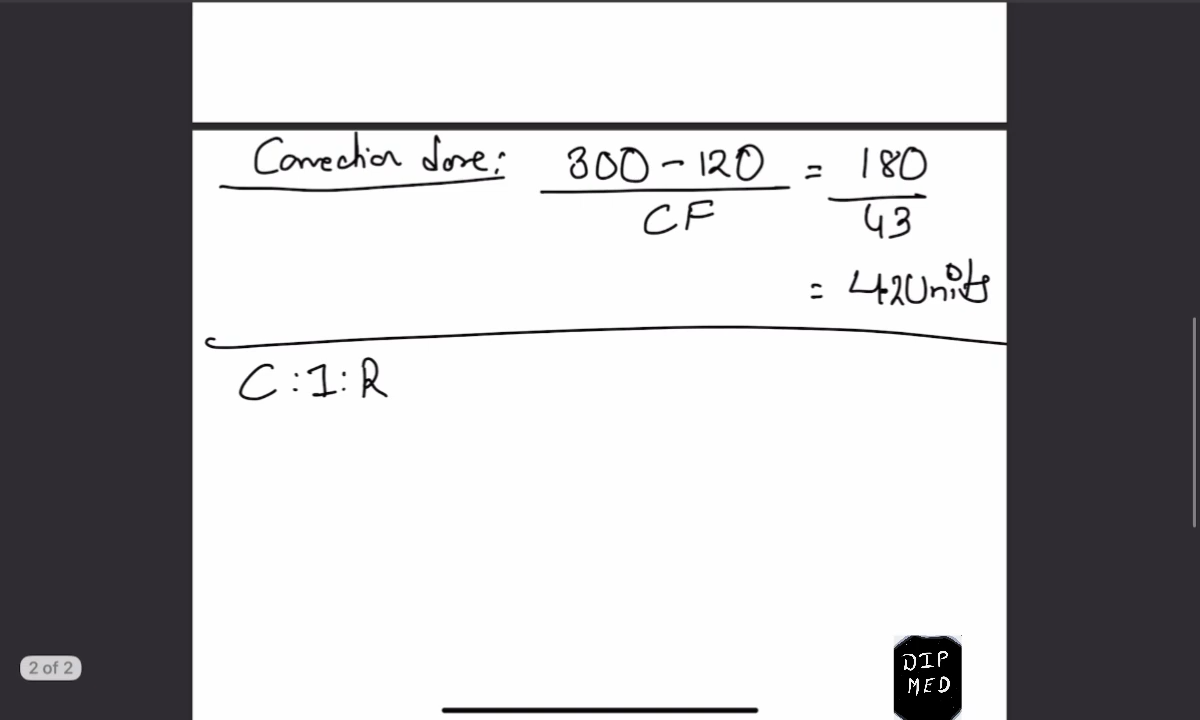 Correction dose: 300 - 120 = 180
CF 43
= 4.2 Units
C : I : R
2 of 2
DIP
MED